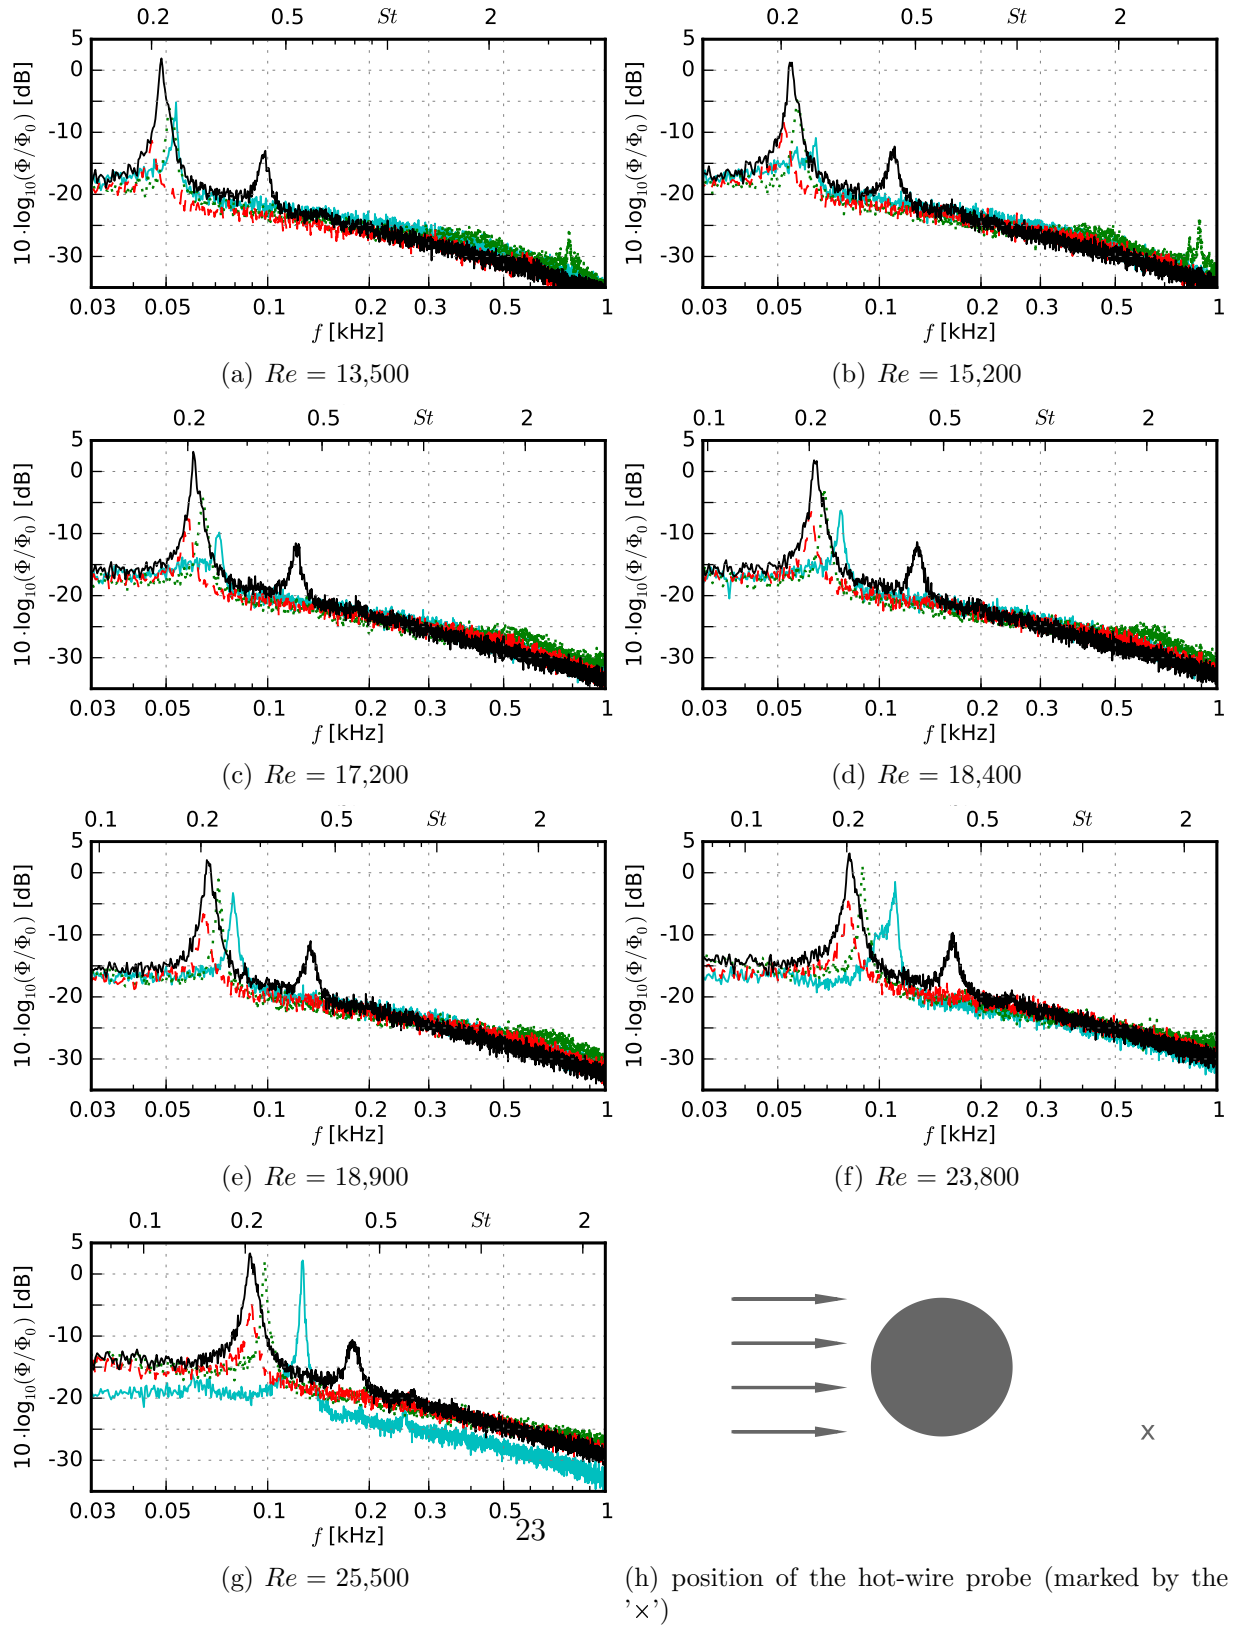 0.2 0.5 St 2
0.2 0.5 St 2
5
0
-10
-20
-30
10·log10(Φ/Φ0) [dB]
0.03 0.05 0.1 0.2 0.3 0.5 1
f [kHz]
5
0
-10
-20
-30
10·log10(Φ/Φ0) [dB]
0.03 0.05 0.1 0.2 0.3 0.5 1
f [kHz]
(a) Re = 13,500
(b) Re = 15,200
0.2 0.5 St 2
0.1 0.2 0.5 St 2
5
0
-10
-20
-30
10·log10(Φ/Φ0) [dB]
0.03 0.05 0.1 0.2 0.3 0.5 1
f [kHz]
5
0
-10
-20
-30
10·log10(Φ/Φ0) [dB]
0.03 0.05 0.1 0.2 0.3 0.5 1
f [kHz]
(c) Re = 17,200
(d) Re = 18,400
0.1 0.2 0.5 St 2
0.1 0.2 0.5 St 2
5
0
-10
-20
-30
10·log10(Φ/Φ0) [dB]
0.03 0.05 0.1 0.2 0.3 0.5 1
f [kHz]
5
0
-10
-20
-30
10·log10(Φ/Φ0) [dB]
0.03 0.05 0.1 0.2 0.3 0.5 1
f [kHz]
(e) Re = 18,900
(f) Re = 23,800
0.1 0.2 0.5 St 2
5
0
-10
-20
-30
10·log10(Φ/Φ0) [dB]
0.03 0.05 0.1 0.2 0.3 0.5 1
f [kHz]
x
23
(g) Re = 25,500
(h) position of the hot-wire probe (marked by the
'×')